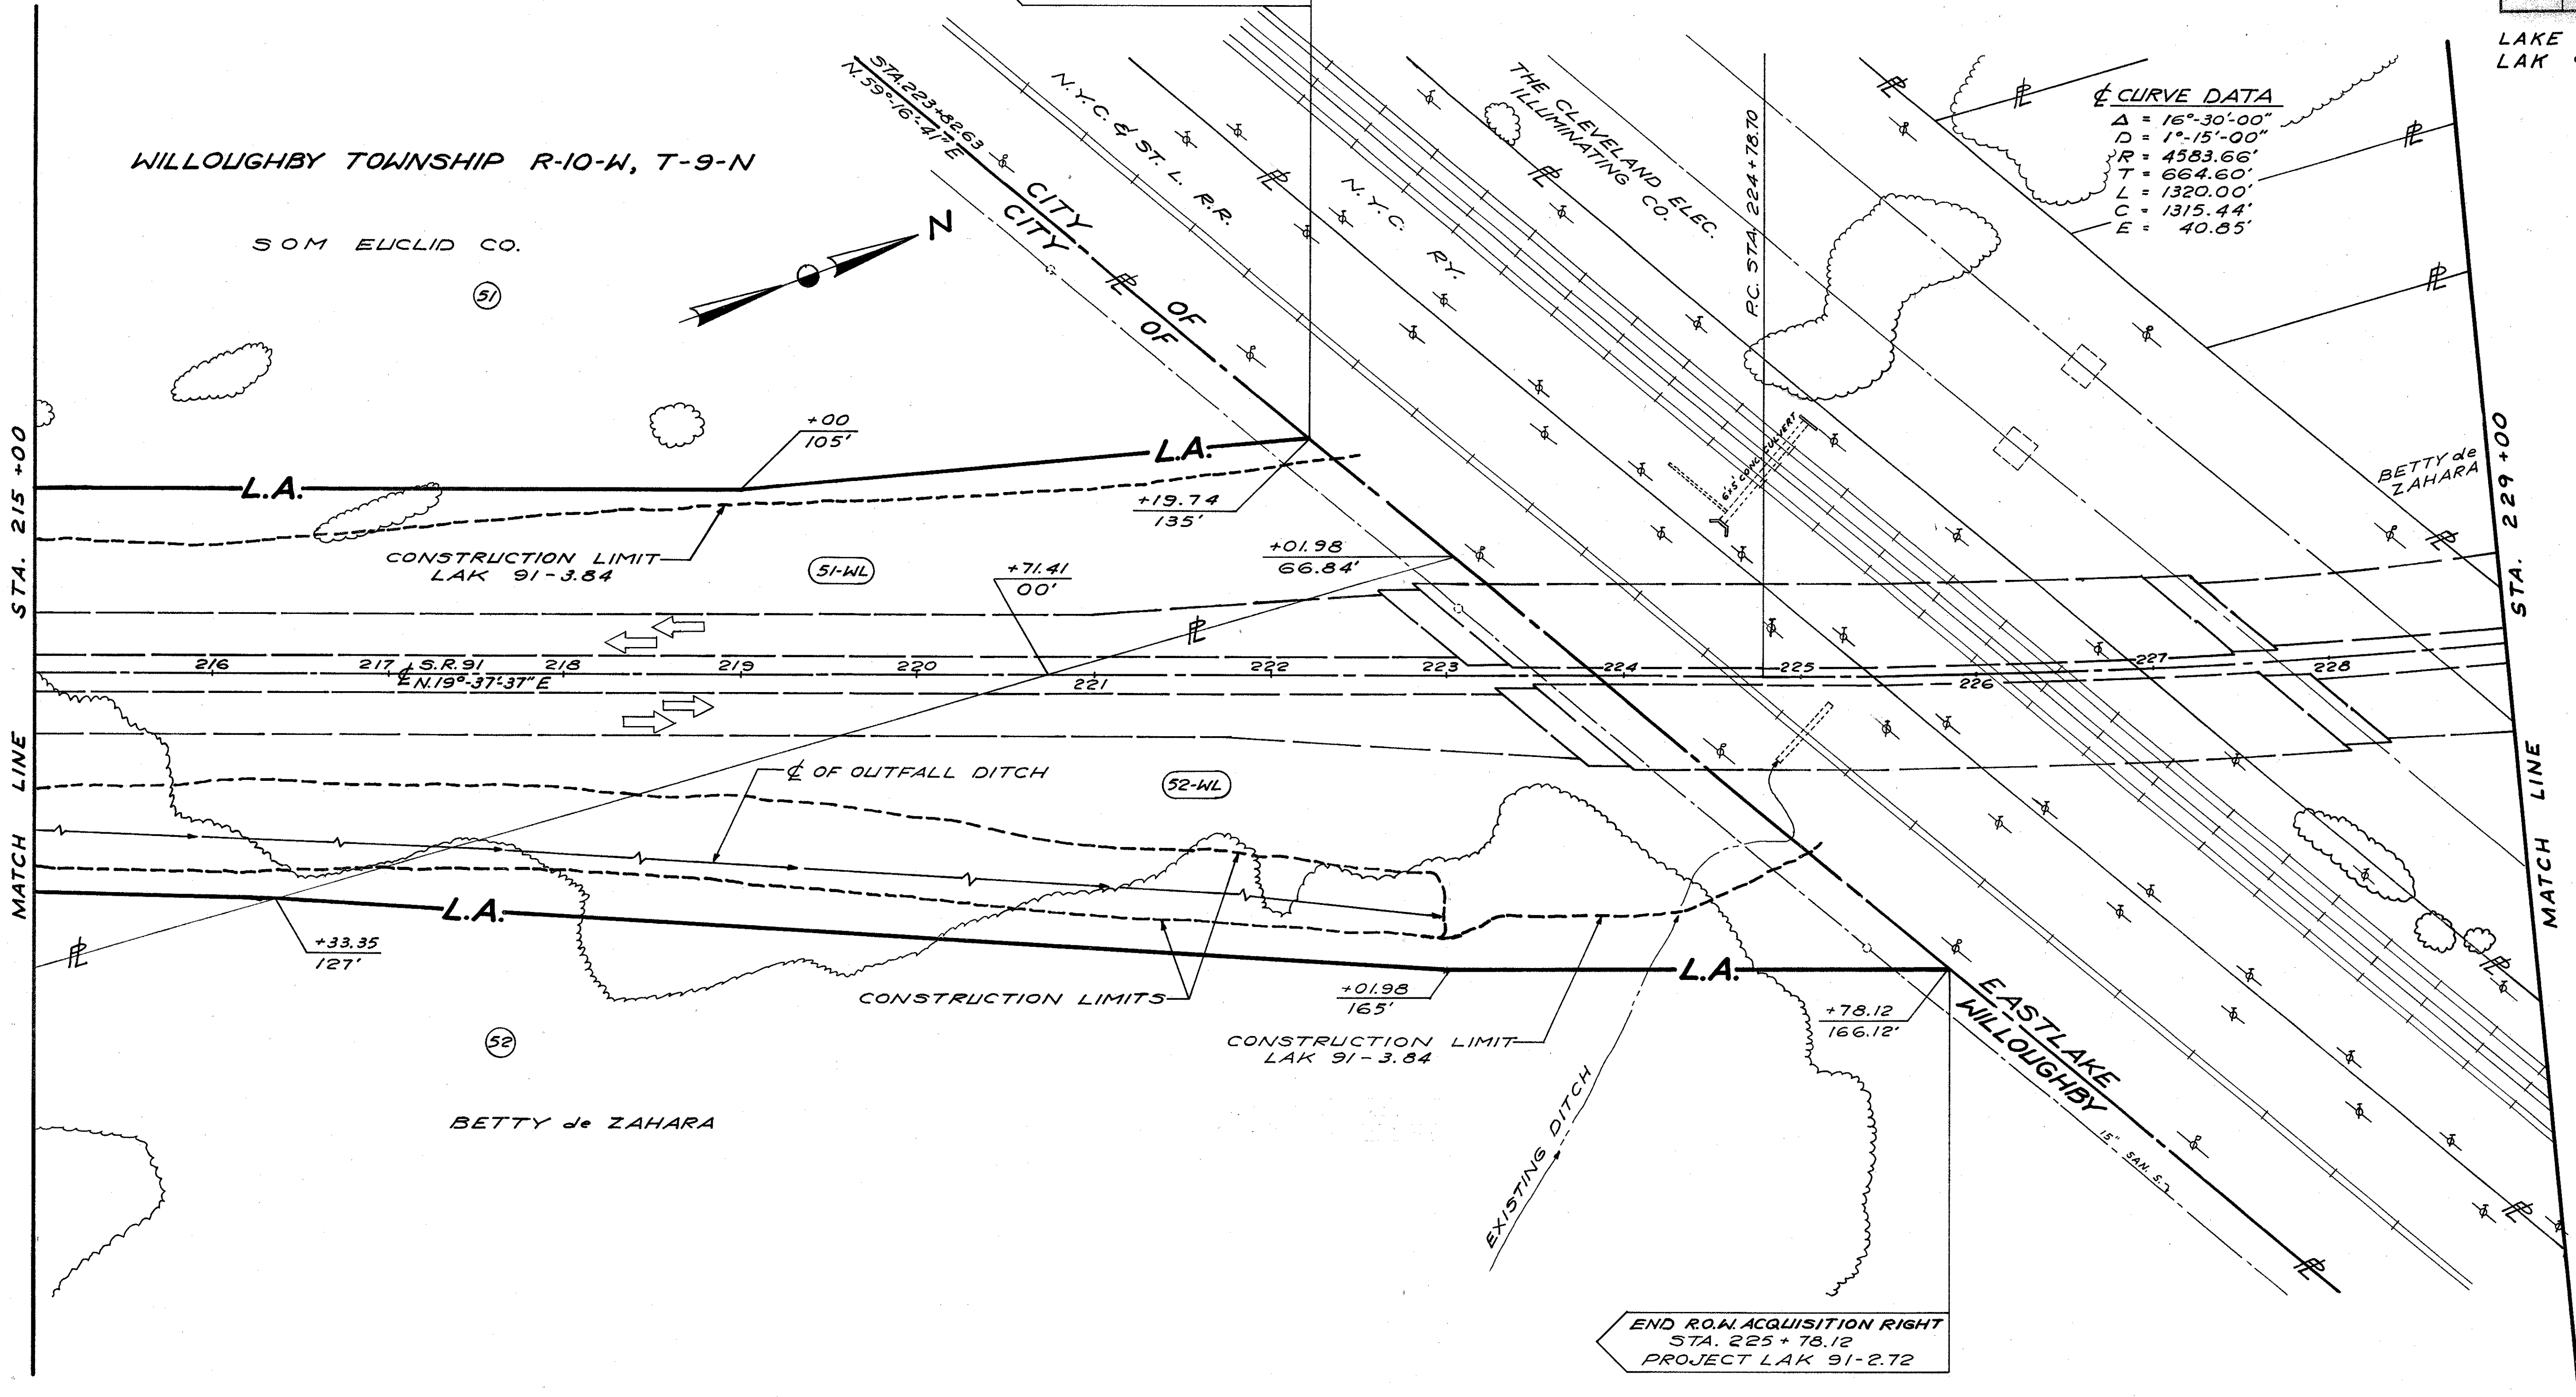 LAKE
LAK
STA. 223+82.63
N. 59°-16'-41" E
N.Y.C. & ST. L. R.R.
N.Y.C. RY.
THE CLEVELAND ELEC.
ILLUMINATING CO.
P.C. STA. 224+78.70
℄ CURVE DATA
Δ = 16°-30'-00"
D = 1°-15'-00"
R = 4583.66'
T = 664.60'
L = 1320.00'
C = 1315.44'
E = 40.85'
WILLOUGHBY TOWNSHIP R-10-W, T-9-N
SOM EUCLID CO.
51
N
CITY OF
CITY OF
℄ ℄
STA. 215+00
MATCH LINE
+00
105'
L.A.
L.A.
+19.74
135'
CONSTRUCTION LIMIT
LAK 91-3.84
51-WL
+71.41
00'
+01.98
66.84'
6'x5' CONC. CULVERT
BETTY de
ZAHARA
STA. 229+00
MATCH LINE
216 217 218 219 220 221 222 223 224 225 226 227 228
℄ S.R. 91
N. 19°-37'-37" E
℄ OF OUTFALL DITCH
52-WL
L.A.
+33.35
127'
CONSTRUCTION LIMITS
+01.98
165'
L.A.
CONSTRUCTION LIMIT
LAK 91-3.84
+78.12
166.12'
EASTLAKE
WILLOUGHBY
52
BETTY de ZAHARA
EXISTING DITCH
15" SAN. S.
END R.O.W. ACQUISITION RIGHT
STA. 225 + 78.12
PROJECT LAK 91-2.72